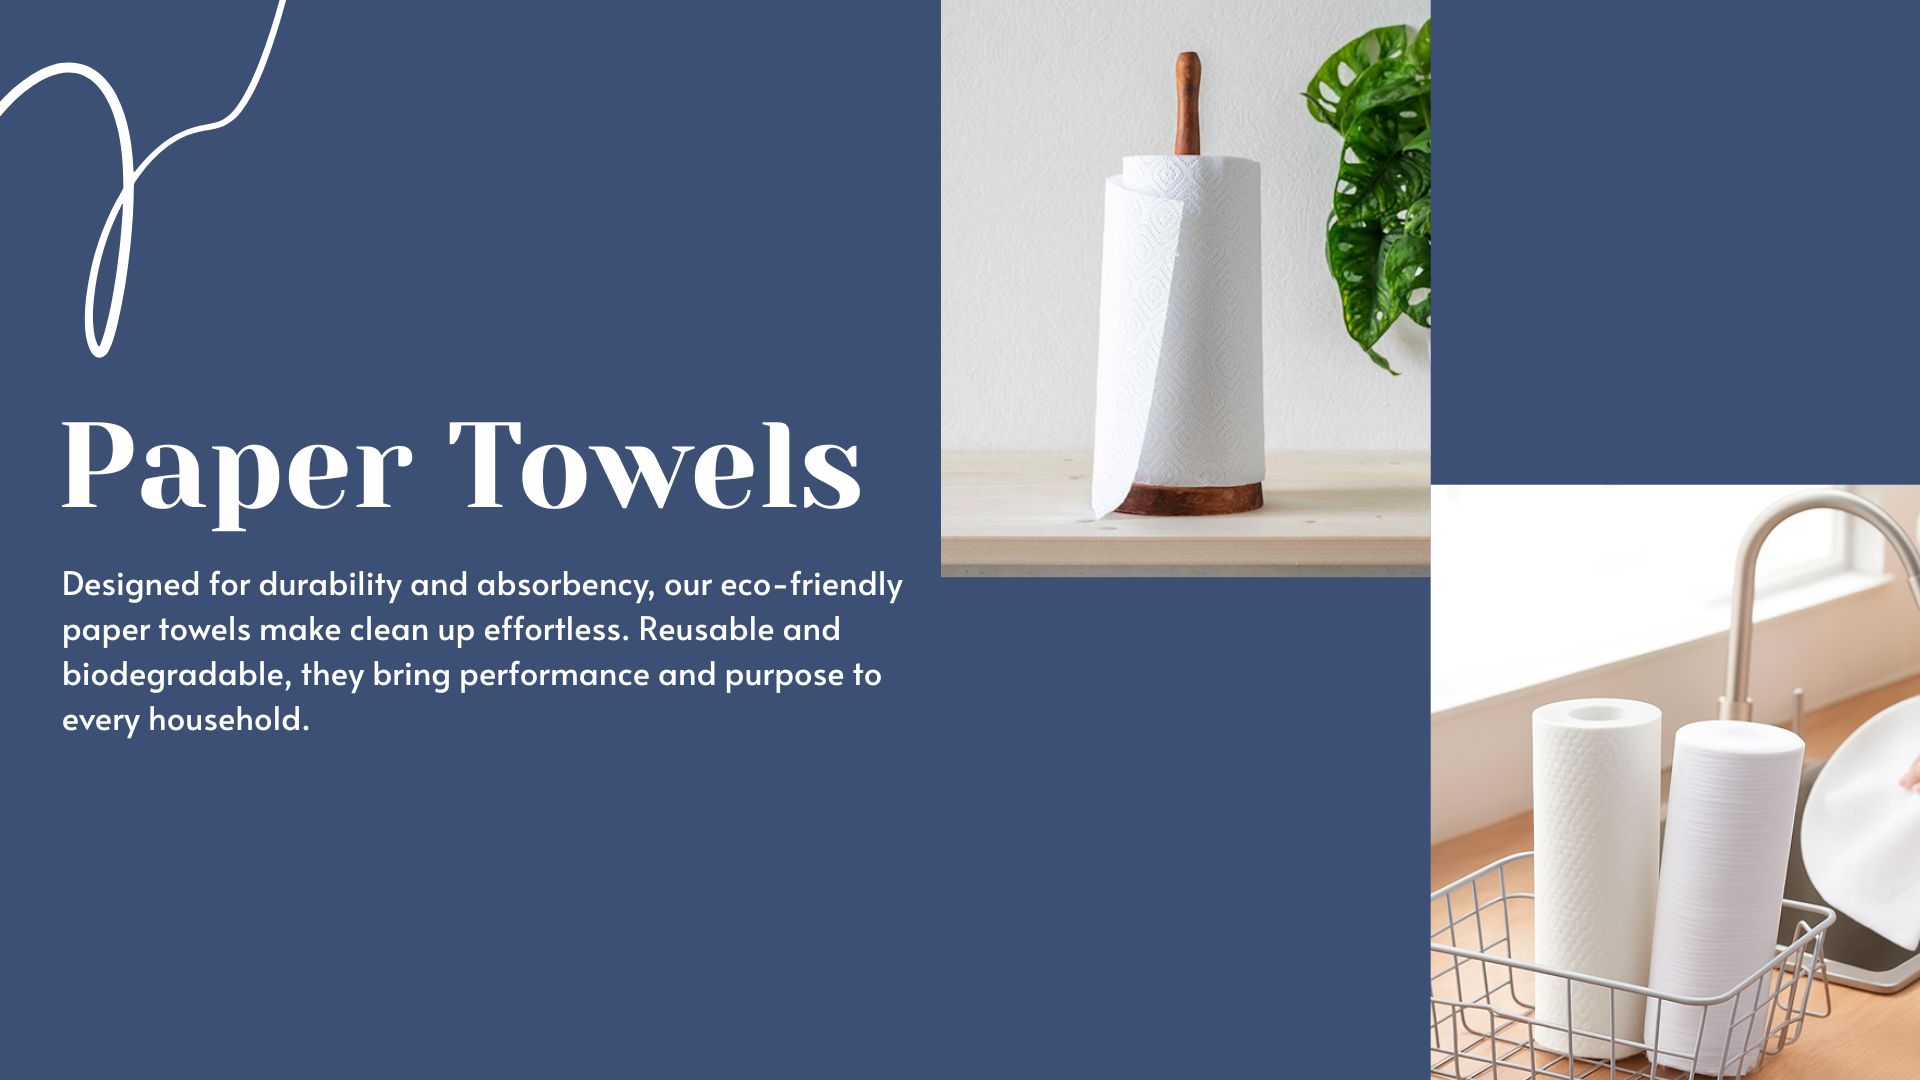 Paper Towels
Designed for durability and absorbency, our eco-friendly
paper towels make clean up effortless. Reusable and
biodegradable, they bring performance and purpose to
every household.